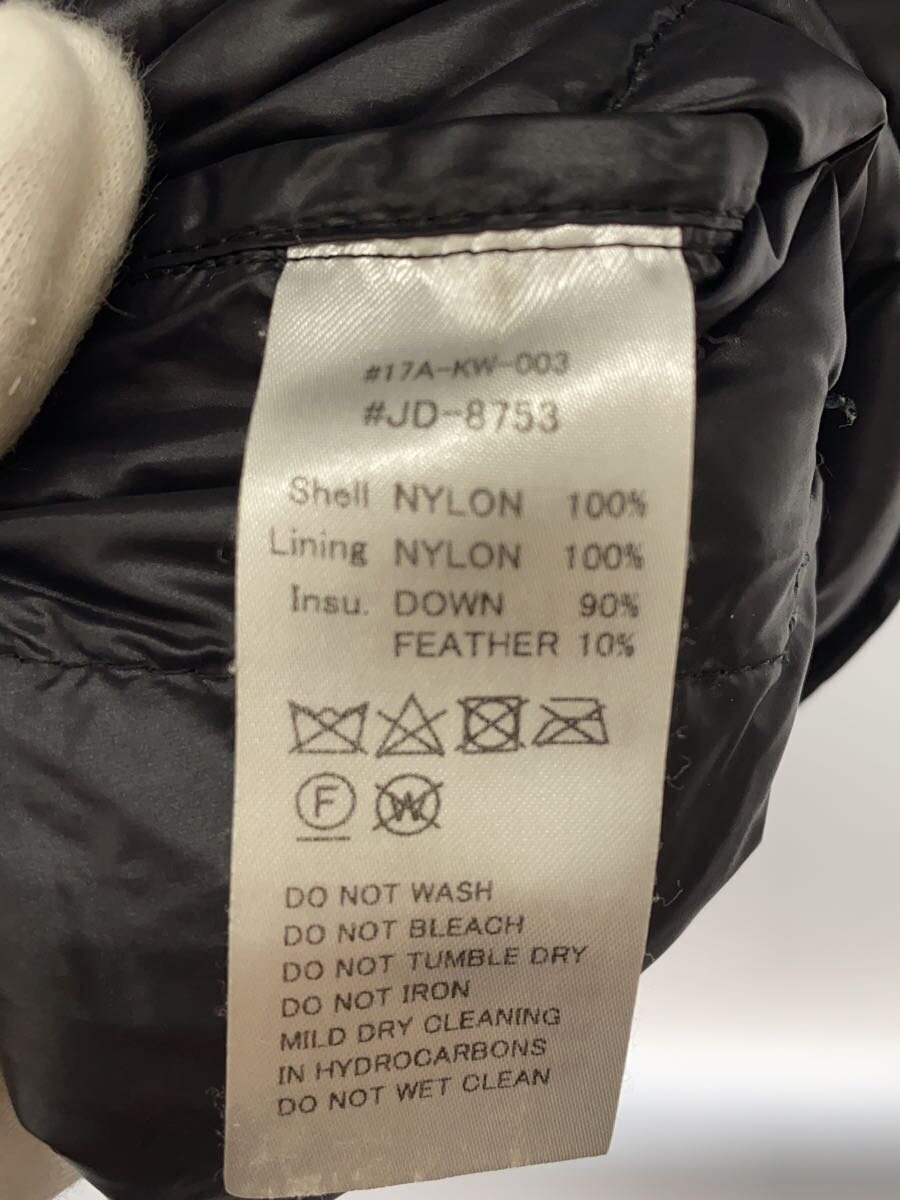 #17A-KW-003
#JD-8753
Shell NYLON 100%
Lining NYLON 100%
Insu. DOWN 90%
FEATHER 10%
F W
DO NOT WASH
DO NOT BLEACH
DO NOT TUMBLE DRY
DO NOT IRON
MILD DRY CLEANING
IN HYDROCARBONS
DO NOT WET CLEAN